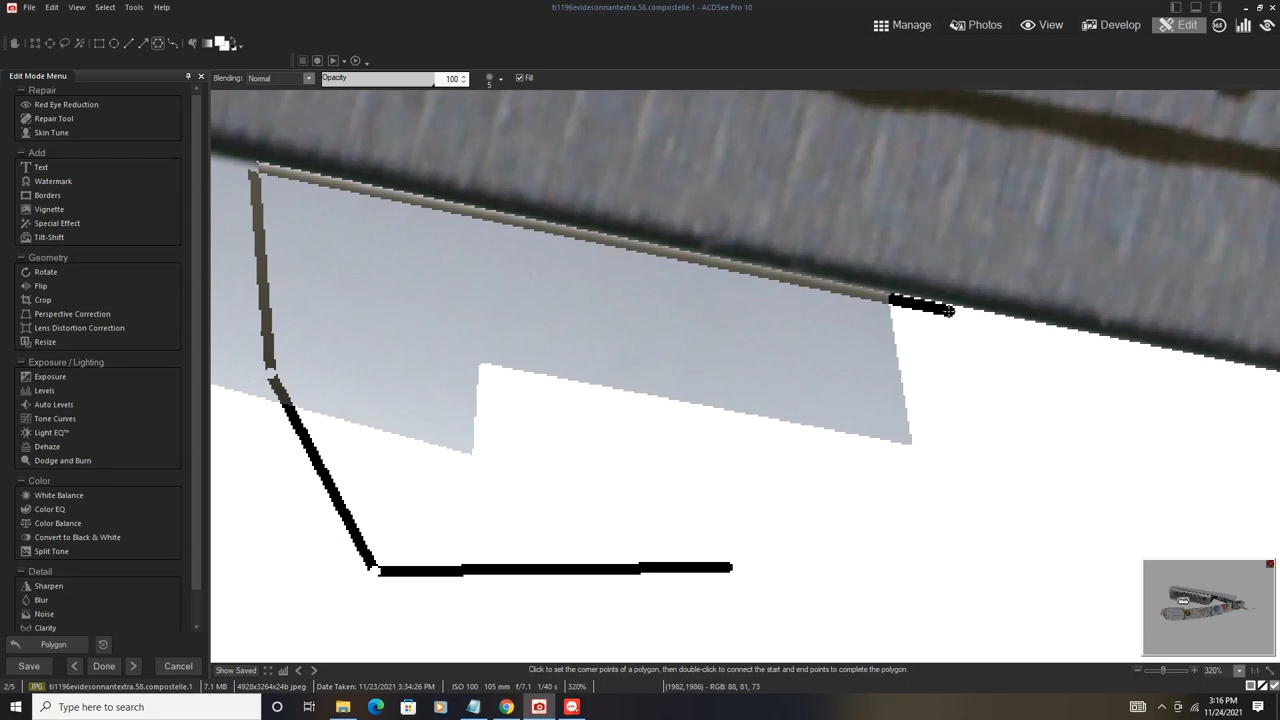 File Edit View Select Tools Help
ti1196evidesonnantextra.58.compostelle.1 - ACDSee Pro 10
Manage Photos View Develop Edit 365
Edit Mode Menu
Blending: Normal Opacity 100 5 Fill
Repair
Red Eye Reduction
Repair Tool
Skin Tune
Add
Text
Watermark
Borders
Vignette
Special Effect
Tilt-Shift
Geometry
Rotate
Flip
Crop
Perspective Correction
Lens Distortion Correction
Resize
Exposure / Lighting
Exposure
Levels
Auto Levels
Tone Curves
Light EQ™
Dehaze
Dodge and Burn
Color
White Balance
Color EQ
Color Balance
Convert to Black & White
Split Tone
Detail
Sharpen
Blur
Noise
Clarity
Polygon
Save Done Cancel
Show Saved Click to set the corner points of a polygon, then double-click to connect the start and end points to complete the polygon. 320% 1:1
2/5 JPG ti1196evidesonnantextra.58.compostelle.1 7.1 MB 4928x3264x24b jpeg Date Taken: 11/23/2021 3:34:26 PM ISO 100 105 mm f/7.1 1/40 s 320% (1982,1986) - RGB: 88, 81, 73
Type here to search
3:16 PM
11/24/2021